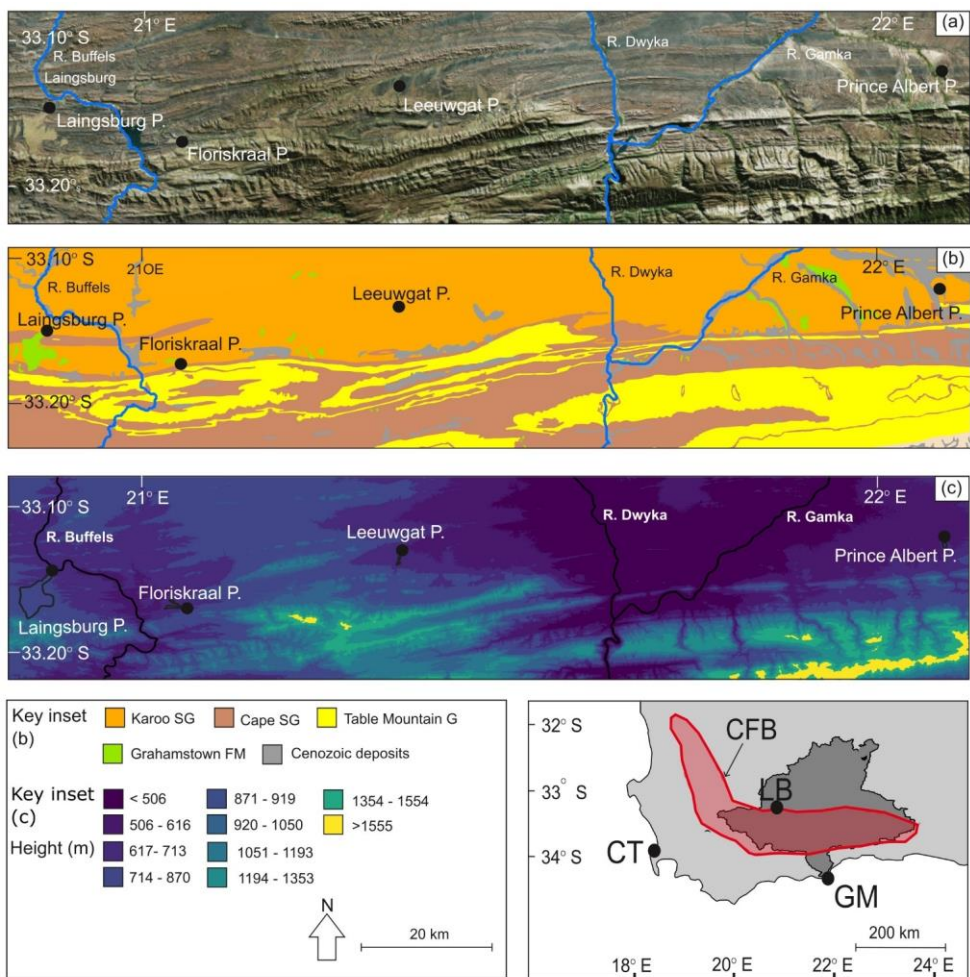 21° E
22° E
(a)
33.10° S
R. Buffels
R. Dwyka
R. Gamka
Laingsburg
Prince Albert P.
Leeuwgat P.
Laingsburg P.
Floriskraal P.
33.20° S
(b)
33.10° S
21OE
22° E
R. Buffels
R. Dwyka
R. Gamka
Leeuwgat P.
Prince Albert P.
Laingsburg P.
Floriskraal P.
33.20° S
(c)
21° E
22° E
33.10° S
R. Dwyka
R. Gamka
R. Buffels
Leeuwgat P.
Prince Albert P.
Floriskraal P.
Laingsburg P.
33.20° S
Key inset
(b)
Karoo SG
Cape SG
Table Mountain G
Grahamstown FM
Cenozoic deposits
Key inset
(c)
Height (m)
< 506
871 - 919
1354 - 1554
506 - 616
920 - 1050
>1555
617- 713
1051 - 1193
714 - 870
1194 - 1353
N
20 km
32° S
CFB
33° S
LB
34° S
CT
GM
200 km
18° E
20° E
22° E
24° E